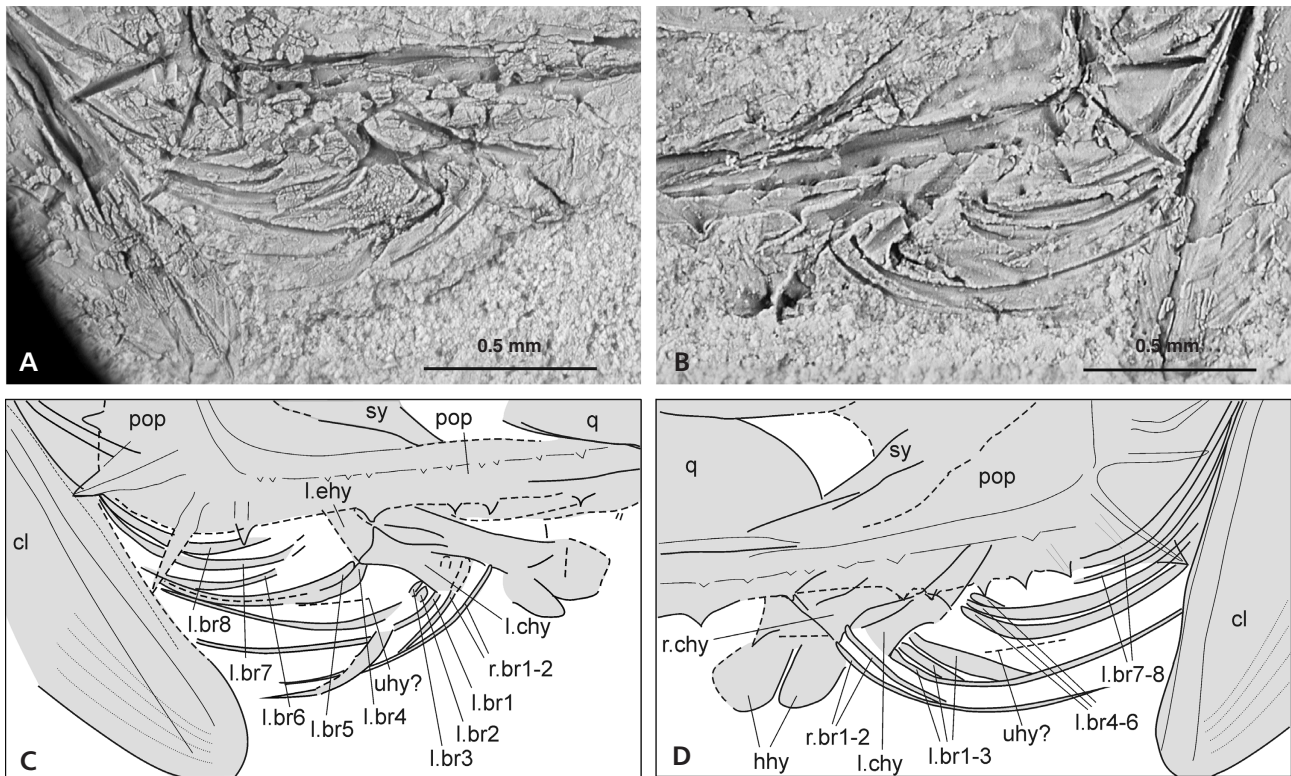 A
0.5 mm
B
0.5 mm
pop
sy
pop
q
l.ehy
cl
l.br8
l.br7
l.br6
l.br5
l.br4
uhy?
l.chy
r.br1-2
l.br1
l.br2
l.br3
C
q
sy
pop
r.chy
cl
hhy
r.br1-2
l.chy
l.br1-3
uhy?
l.br4-6
l.br7-8
D